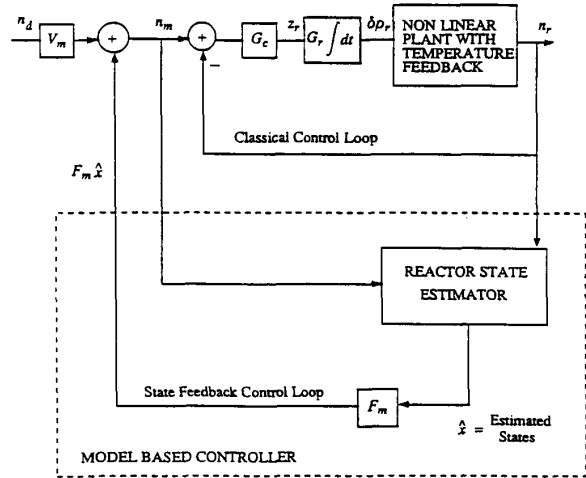 n_d
V_m
+
n_m
+
−
G_c
z_r
G_r ∫ dt
δρ_r
NON LINEAR
PLANT WITH
TEMPERATURE
FEEDBACK
n_r
Classical Control Loop
F_m x̂
REACTOR STATE
ESTIMATOR
State Feedback Control Loop
F_m
x̂ = Estimated
States
MODEL BASED CONTROLLER